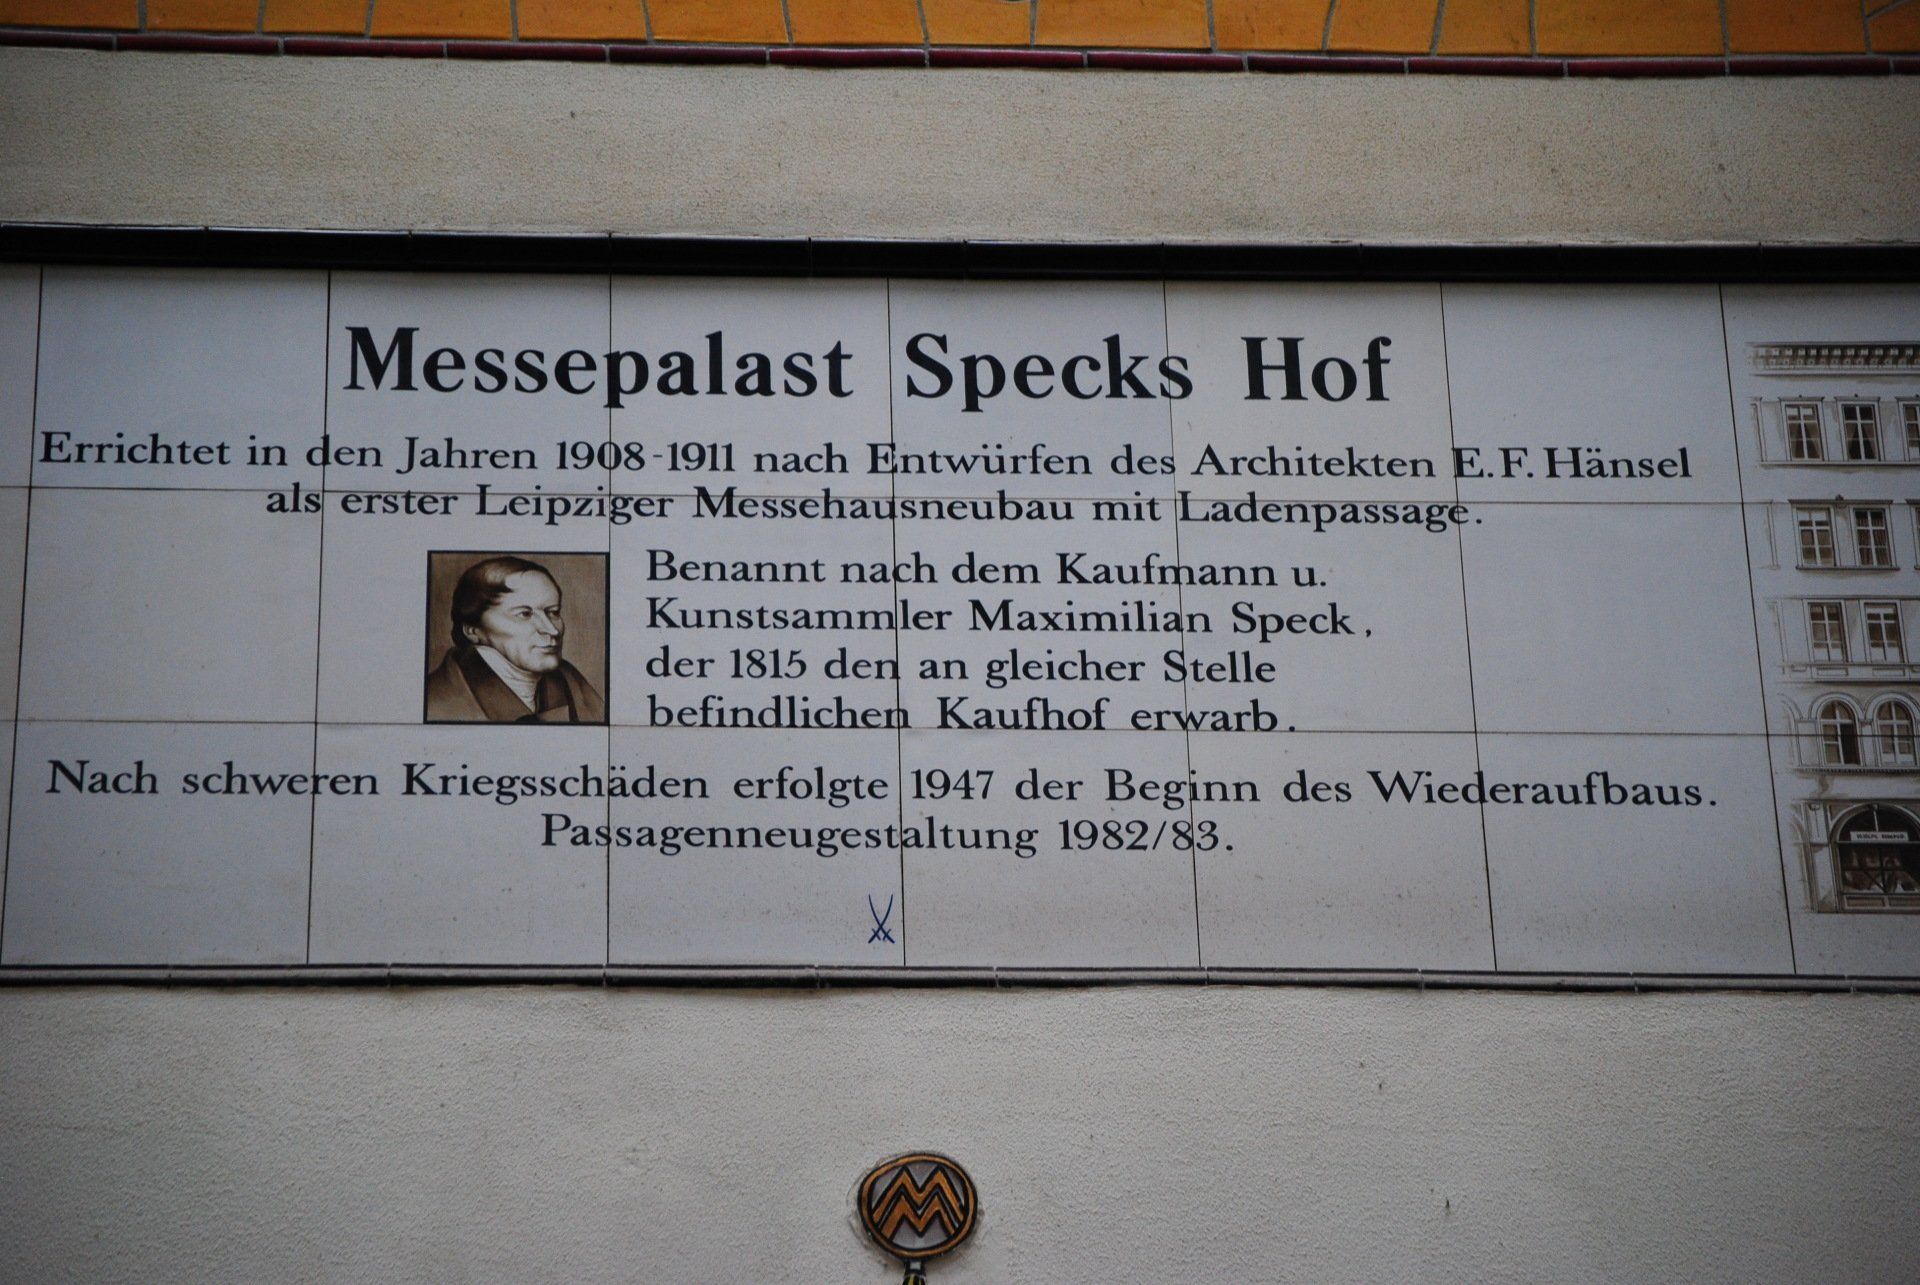 Messepalast Specks Hof
Errichtet in den Jahren 1908-1911 nach Entwürfen des Architekten E.F. Hänsel
als erster Leipziger Messehausneubau mit Ladenpassage.
Benannt nach dem Kaufmann u.
Kunstsammler Maximilian Speck,
der 1815 den an gleicher Stelle
befindlichen Kaufhof erwarb.
Nach schweren Kriegsschäden erfolgte 1947 der Beginn des Wiederaufbaus.
Passagenneugestaltung 1982/83.
MM